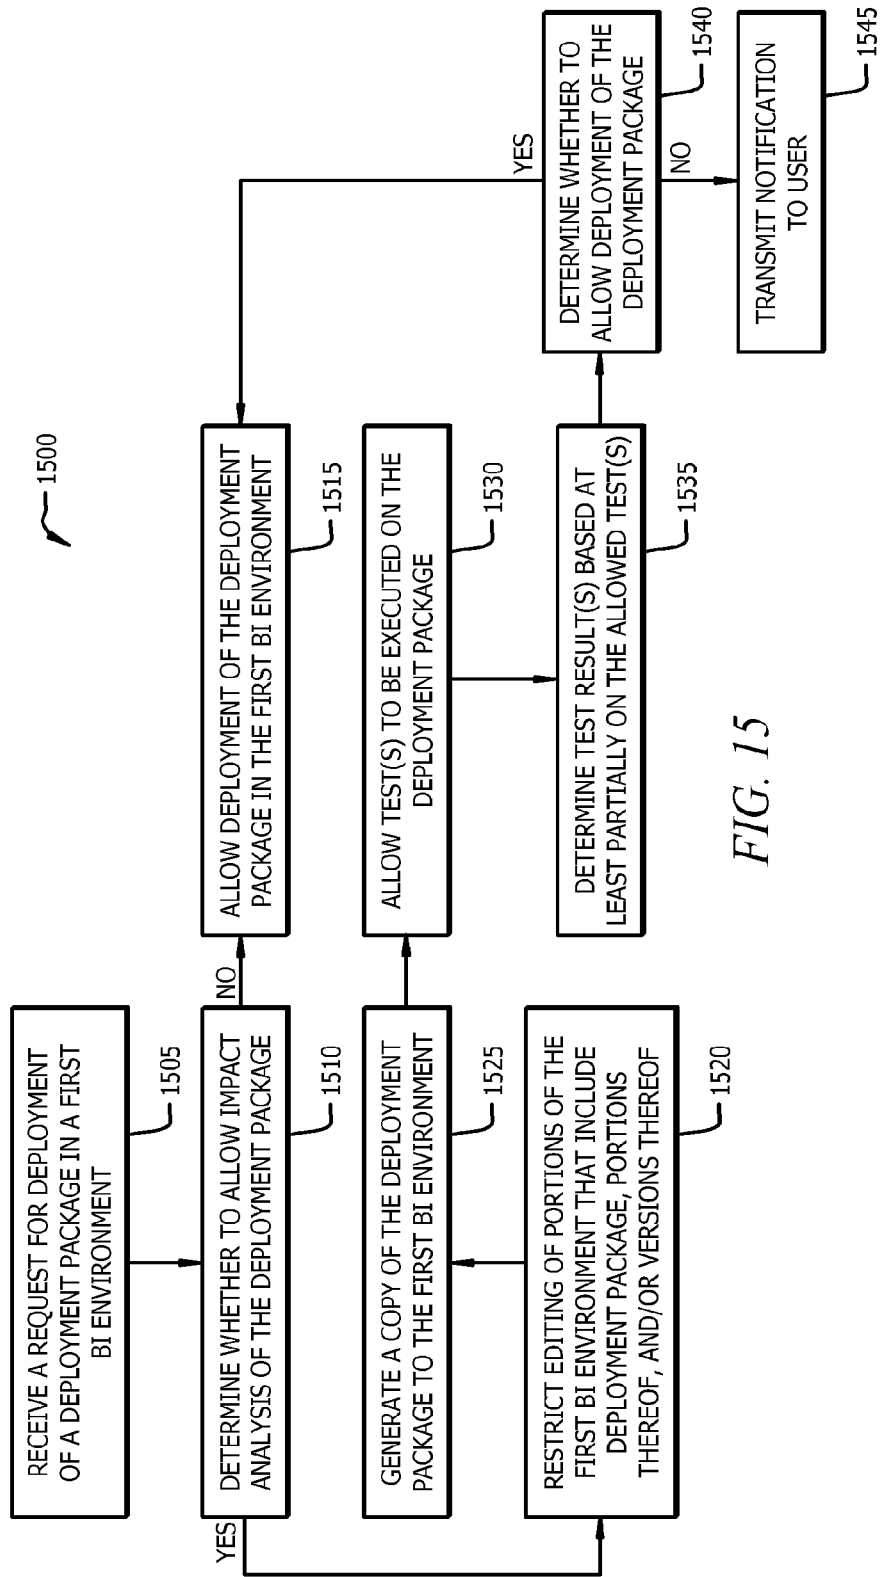 1500
RECEIVE A REQUEST FOR DEPLOYMENT
OF A DEPLOYMENT PACKAGE IN A FIRST
BI ENVIRONMENT
1505
DETERMINE WHETHER TO ALLOW IMPACT
ANALYSIS OF THE DEPLOYMENT PACKAGE
1510
YES
NO
ALLOW DEPLOYMENT OF THE DEPLOYMENT
PACKAGE IN THE FIRST BI ENVIRONMENT
1515
GENERATE A COPY OF THE DEPLOYMENT
PACKAGE TO THE FIRST BI ENVIRONMENT
1525
ALLOW TEST(S) TO BE EXECUTED ON THE
DEPLOYMENT PACKAGE
1530
RESTRICT EDITING OF PORTIONS OF THE
FIRST BI ENVIRONMENT THAT INCLUDE
DEPLOYMENT PACKAGE, PORTIONS
THEREOF, AND/OR VERSIONS THEREOF
1520
DETERMINE TEST RESULT(S) BASED AT
LEAST PARTIALLY ON THE ALLOWED TEST(S)
1535
YES
DETERMINE WHETHER TO
ALLOW DEPLOYMENT OF THE
DEPLOYMENT PACKAGE
1540
NO
TRANSMIT NOTIFICATION
TO USER
1545
FIG. 15